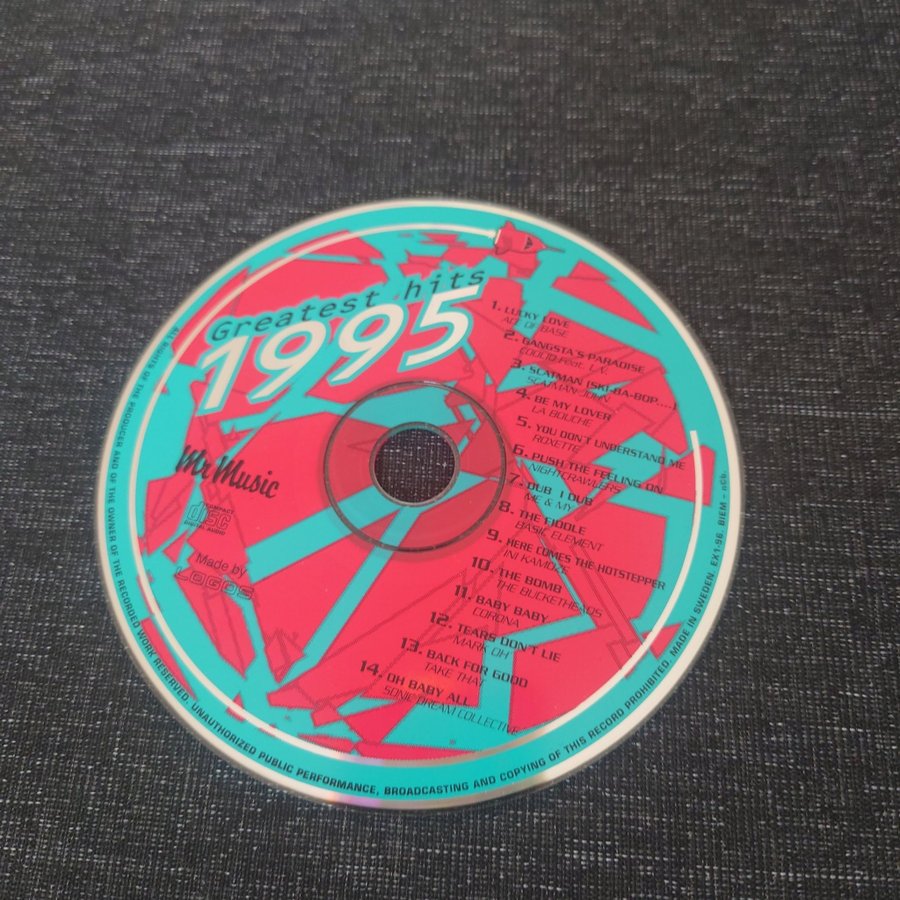 Greatest hits
1995
Mr Music
COMPACT
disc
DIGITAL AUDIO
Made by
LOGOS
1. LUCKY LOVE
ACE OF BASE
2. GANGSTA'S PARADISE
COOLIO Feat. L.V.
3. SCATMAN (SKI-BA-BOP....)
SCATMAN JOHN
4. BE MY LOVER
LA BOUCHE
5. YOU DON'T UNDERSTAND ME
ROXETTE
6. PUSH THE FEELING ON
NIGHTCRAWLERS
7. DUB I DUB
ME & MY
8. THE FIDDLE
BASIC ELEMENT
9. HERE COMES THE HOTSTEPPER
INI KAMOZE
10. THE BOMB
THE BUCKETHEADS
11. BABY BABY
CORONA
12. TEARS DON'T LIE
MARK OH
13. BACK FOR GOOD
TAKE THAT
14. OH BABY ALL
SONIC DREAM COLLECTIVE
ALL RIGHTS OF THE PRODUCER AND OF THE OWNER OF THE RECORDED WORK RESERVED. UNAUTHORIZED PUBLIC PERFORMANCE, BROADCASTING AND COPYING OF THIS RECORD PROHIBITED. MADE IN SWEDEN. EX1-96. BIEM - nCb.